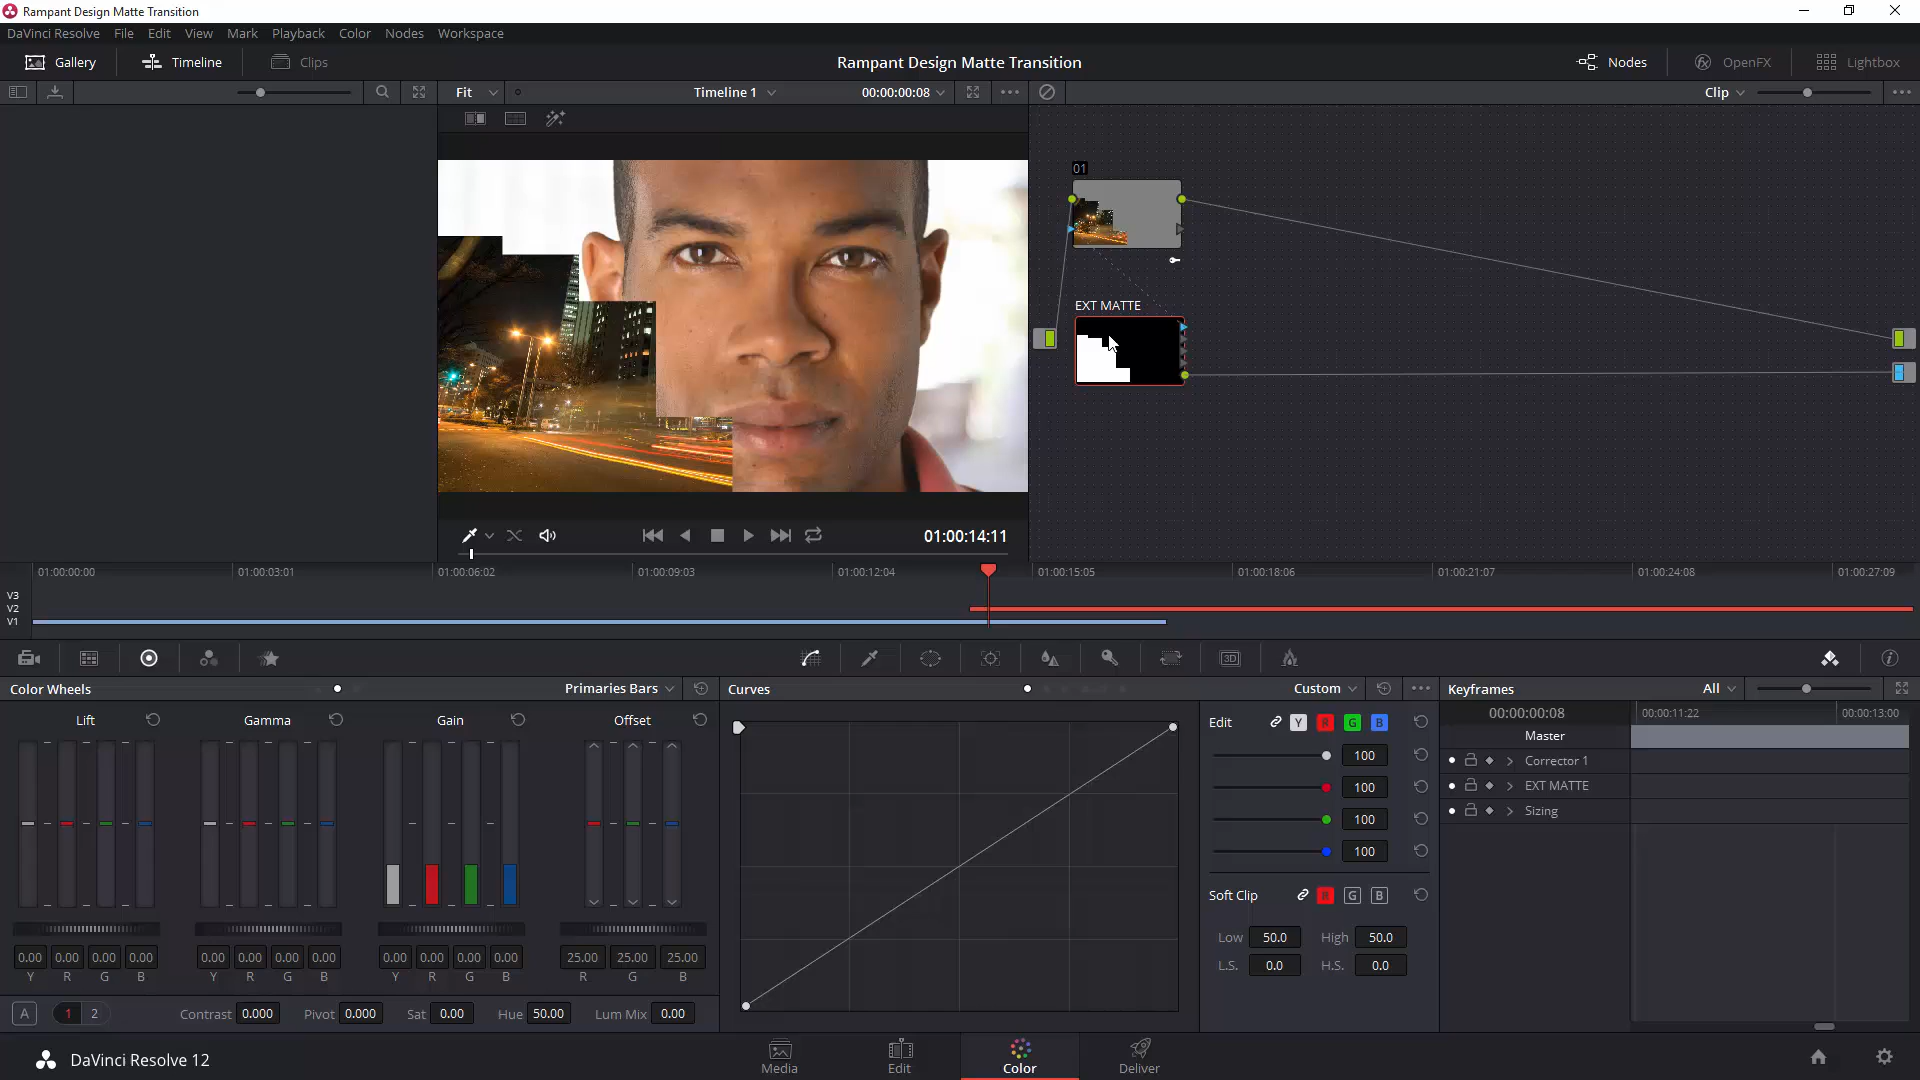 Rampant Design Matte Transition
DaVinci Resolve File Edit View Mark Playback Color Nodes Workspace
Gallery Timeline Clips Rampant Design Matte Transition Nodes OpenFX Lightbox
Fit Timeline 1 00:00:00:08 Clip
01
EXT MATTE
01:00:14:11
01:00:00:00 01:00:03:01 01:00:06:02 01:00:09:03 01:00:12:04 01:00:15:05 01:00:18:06 01:00:21:07 01:00:24:08 01:00:27:09
V3
V2
V1
3D
Color Wheels Primaries Bars Curves Custom Keyframes All
Lift Gamma Gain Offset Edit Y R G B 00:00:00:08 00:00:11:22 00:00:13:00
Master
100 Corrector 1
100 EXT MATTE
100 Sizing
100
Soft Clip R G B
Low 50.0 High 50.0
L.S. 0.0 H.S. 0.0
0.00 0.00 0.00 0.00 0.00 0.00 0.00 0.00 0.00 0.00 0.00 0.00 25.00 25.00 25.00
Y R G B Y R G B Y R G B R G B
A 1 2 Contrast 0.000 Pivot 0.000 Sat 0.00 Hue 50.00 Lum Mix 0.00
DaVinci Resolve 12 Media Edit Color Deliver